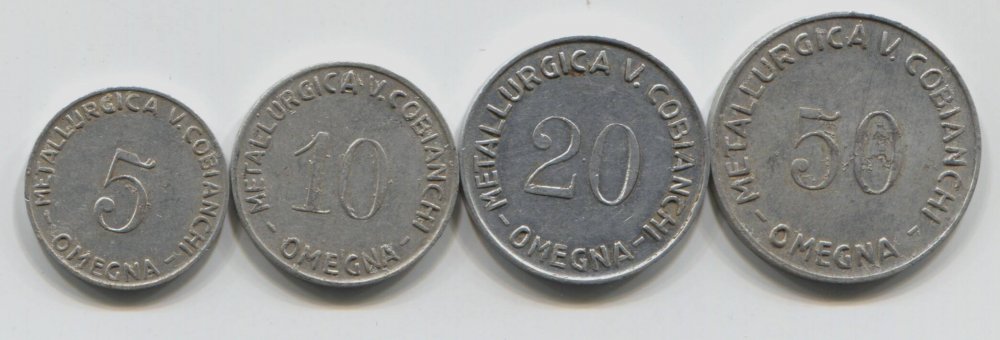 METALLURGICA V. COBIANCHI
5
- OMEGNA -
METALLURGICA V. COBIANCHI
10
- OMEGNA -
METALLURGICA V. COBIANCHI
20
- OMEGNA -
METALLURGICA V. COBIANCHI
50
- OMEGNA -